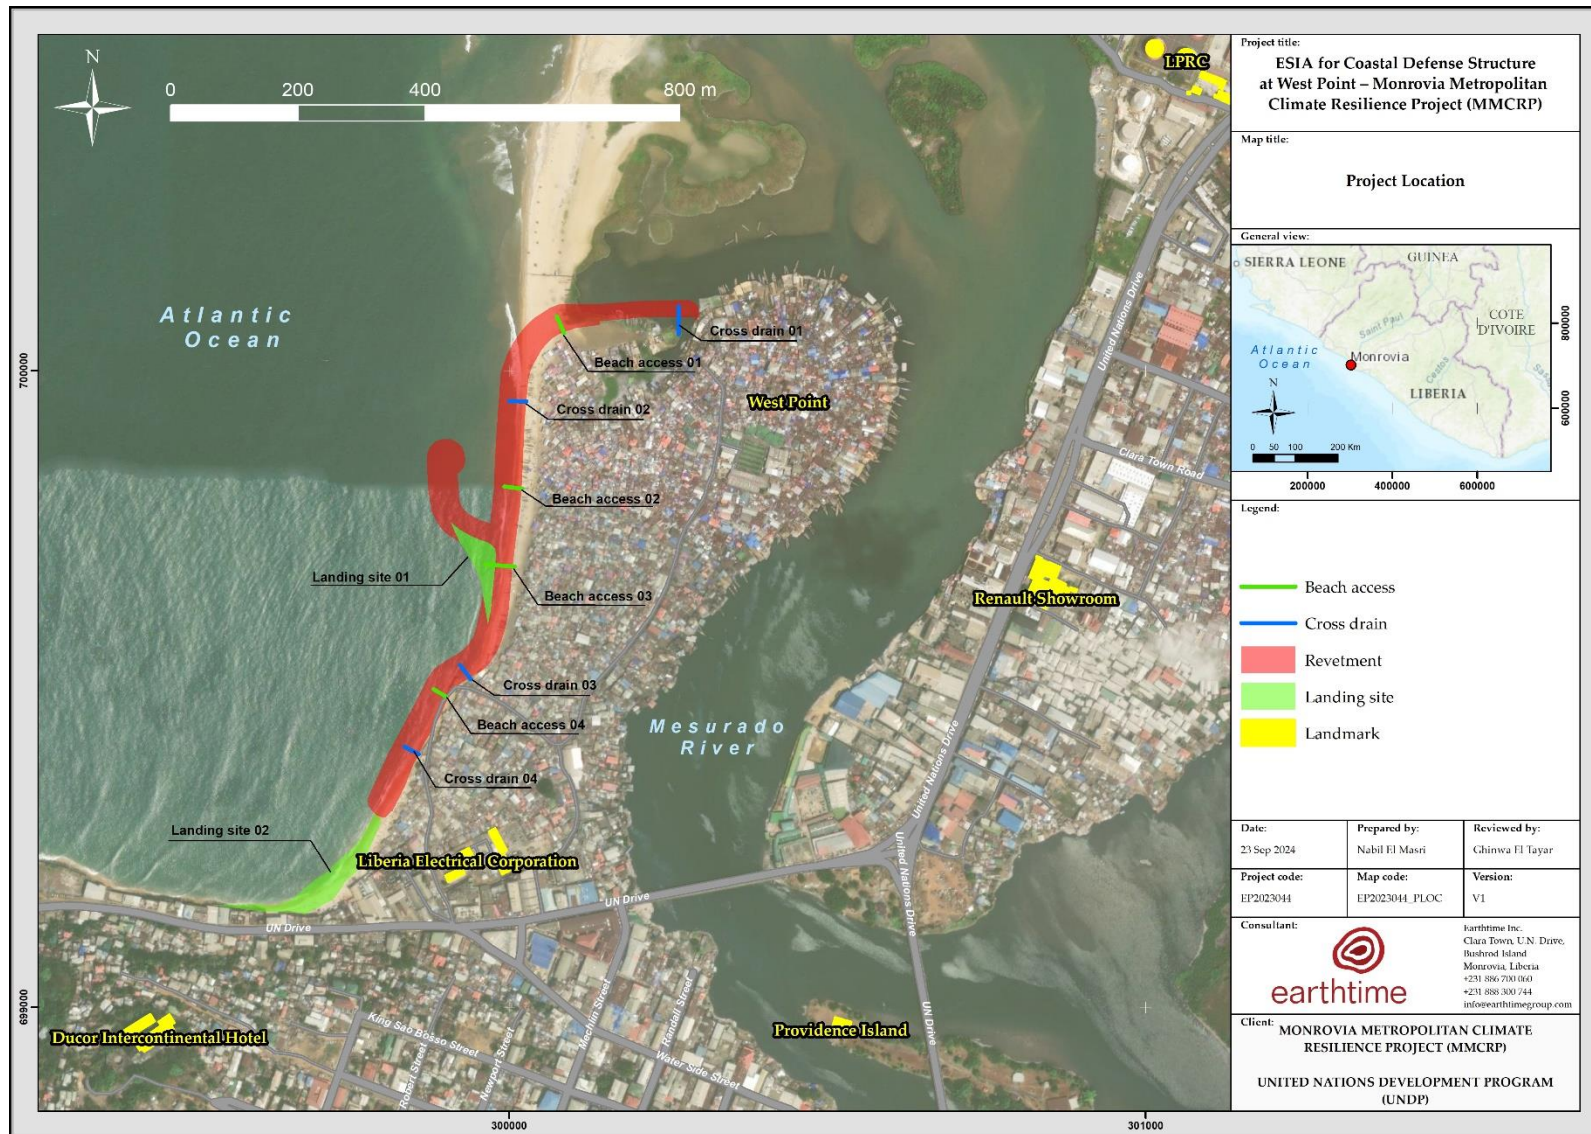 N
0 200 400 800 m
LPRC
Atlantic
Ocean
Cross drain 01
Beach access 01
West Point
Cross drain 02
United Nations Drive
Clara Town Road
Beach access 02
Landing site 01
Beach access 03
Renault Showroom
Cross drain 03
Beach access 04
Mesurado
River
Cross drain 04
United Nations Drive
Landing site 02
Liberia Electrical Corporation
United Nations Drive
UN Drive
UN Drive
UN Drive
Ducor Intercontinental Hotel
King Sao Bosso Street
Robert Street
Newport Street
Mechlin Street
Randall Street
Water Side Street
Providence Island
700000
699000
300000
301000
Project title:
ESIA for Coastal Defense Structure
at West Point – Monrovia Metropolitan
Climate Resilience Project (MMCRP)
Map title:
Project Location
General view:
SIERRA LEONE
GUINEA
COTE
D'IVOIRE
Saint Paul
Atlantic
Ocean
Monrovia
Cestos
LIBERIA
N
0 50 100 200 Km
800000
600000
200000 400000 600000
Legend:
Beach access
Cross drain
Revetment
Landing site
Landmark
Date:
23 Sep 2024
Prepared by:
Nabil El Masri
Reviewed by:
Ghinwa El Tayar
Project code:
EP2023044
Map code:
EP2023044_PLOC
Version:
V1
Consultant:
earthtime
Earthtime Inc.
Clara Town, U.N. Drive,
Bushrod Island
Monrovia, Liberia
+231 886 700 060
+231 888 300 744
info@earthtimegroup.com
Client:
MONROVIA METROPOLITAN CLIMATE
RESILIENCE PROJECT (MMCRP)
UNITED NATIONS DEVELOPMENT PROGRAM
(UNDP)